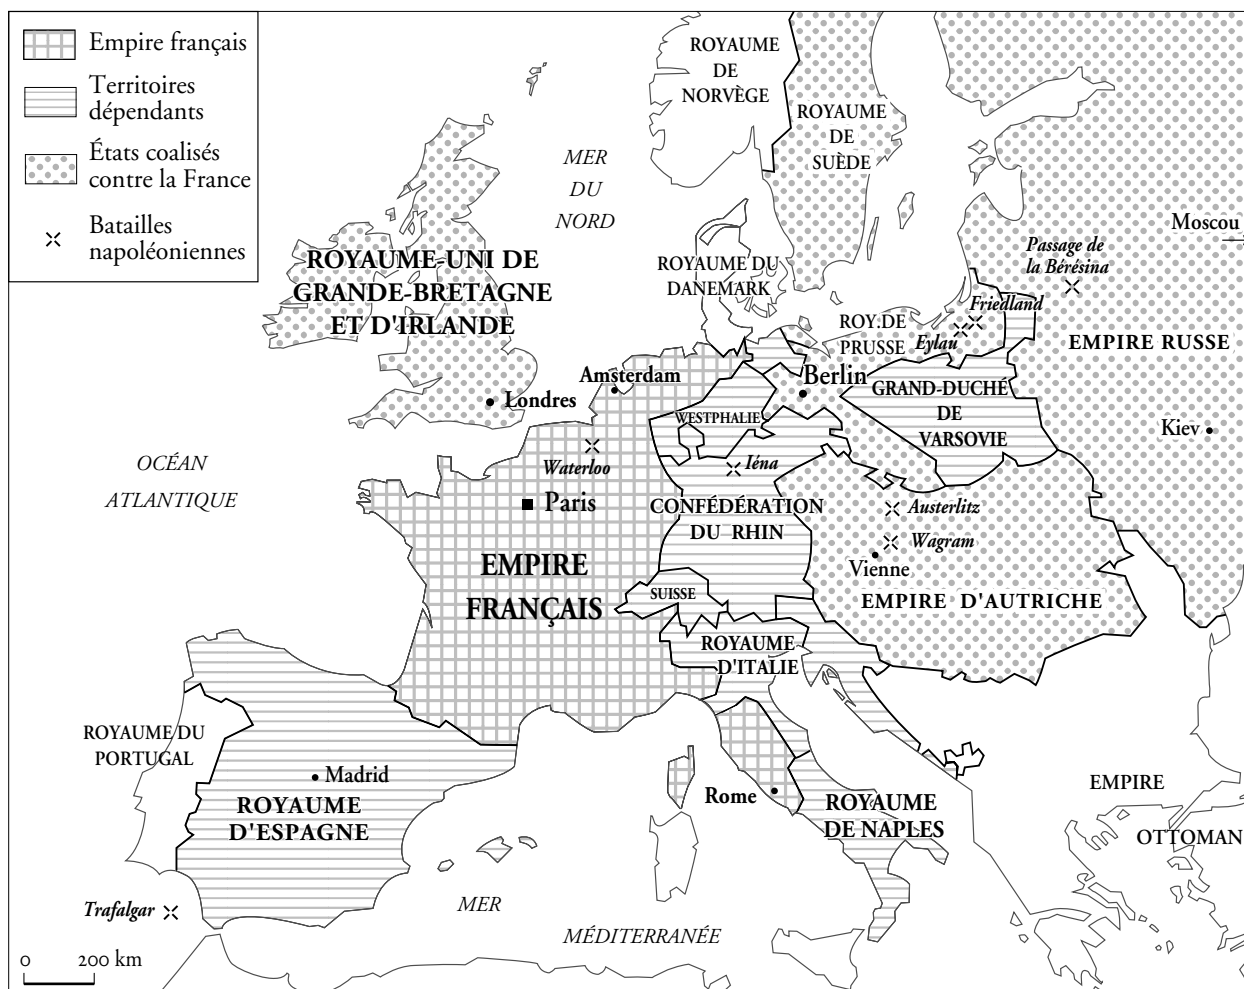 Empire français
Territoires
dépendants
États coalisés
contre la France
Batailles
napoléoniennes
ROYAUME
DE
NORVÈGE
ROYAUME
DE
SUÈDE
MER
DU
NORD
Moscou
Passage de
la Bérésina
ROYAUME-UNI DE
GRANDE-BRETAGNE
ET D'IRLANDE
ROYAUME DU
DANEMARK
Friedland
Eylau
ROY.DE
PRUSSE
EMPIRE RUSSE
Amsterdam
Berlin
Londres
GRAND-DUCHÉ
DE
VARSOVIE
WESTPHALIE
Kiev
OCÉAN
ATLANTIQUE
Waterloo
Iéna
Paris
CONFÉDÉRATION
DU RHIN
Austerlitz
Wagram
Vienne
EMPIRE
FRANÇAIS
SUISSE
EMPIRE D'AUTRICHE
ROYAUME
D'ITALIE
ROYAUME DU
PORTUGAL
Madrid
ROYAUME
D'ESPAGNE
Rome
ROYAUME
DE NAPLES
EMPIRE
OTTOMAN
Trafalgar
MER
MÉDITERRANÉE
0 200 km